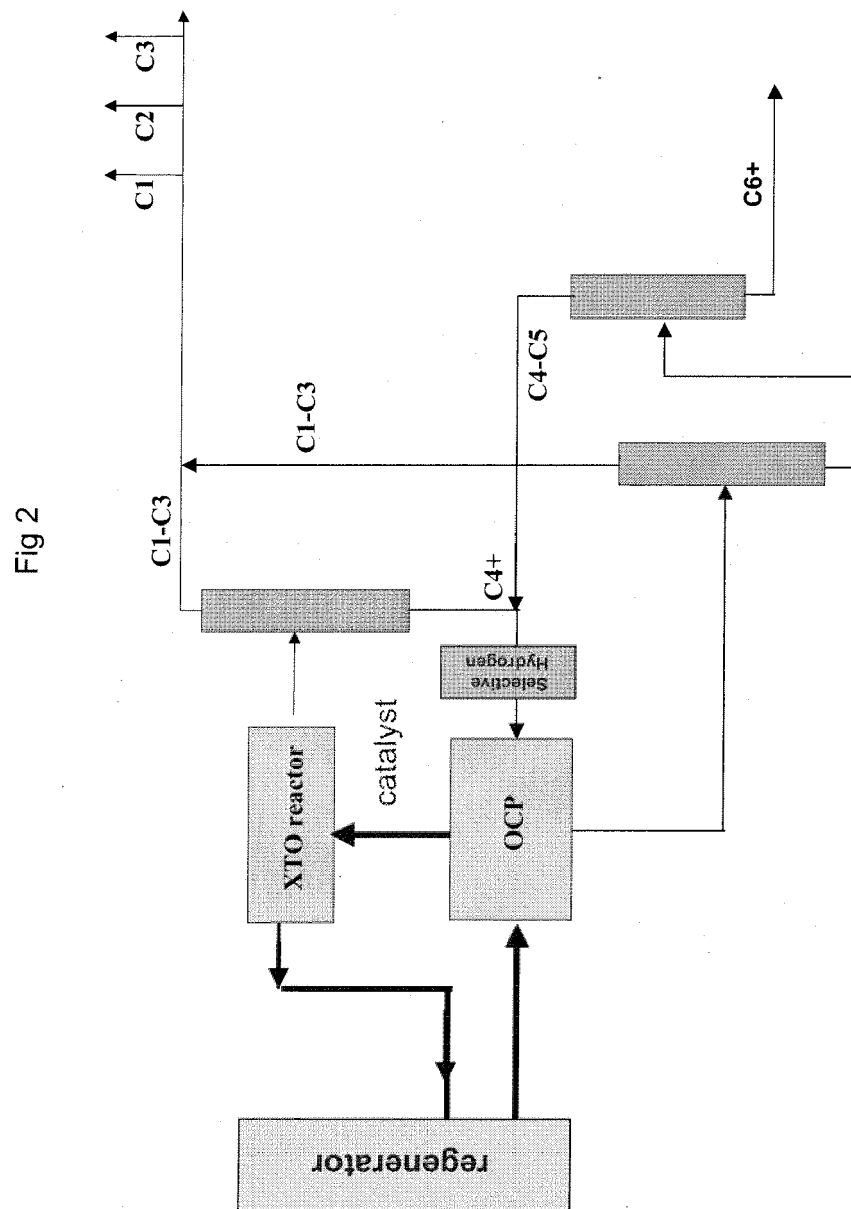 Fig 2
C1
C2
C3
C1-C3
C1-C3
C4-C5
C6+
C4+
Selective
Hydrogen
XTO reactor
catalyst
OCP
regenerator